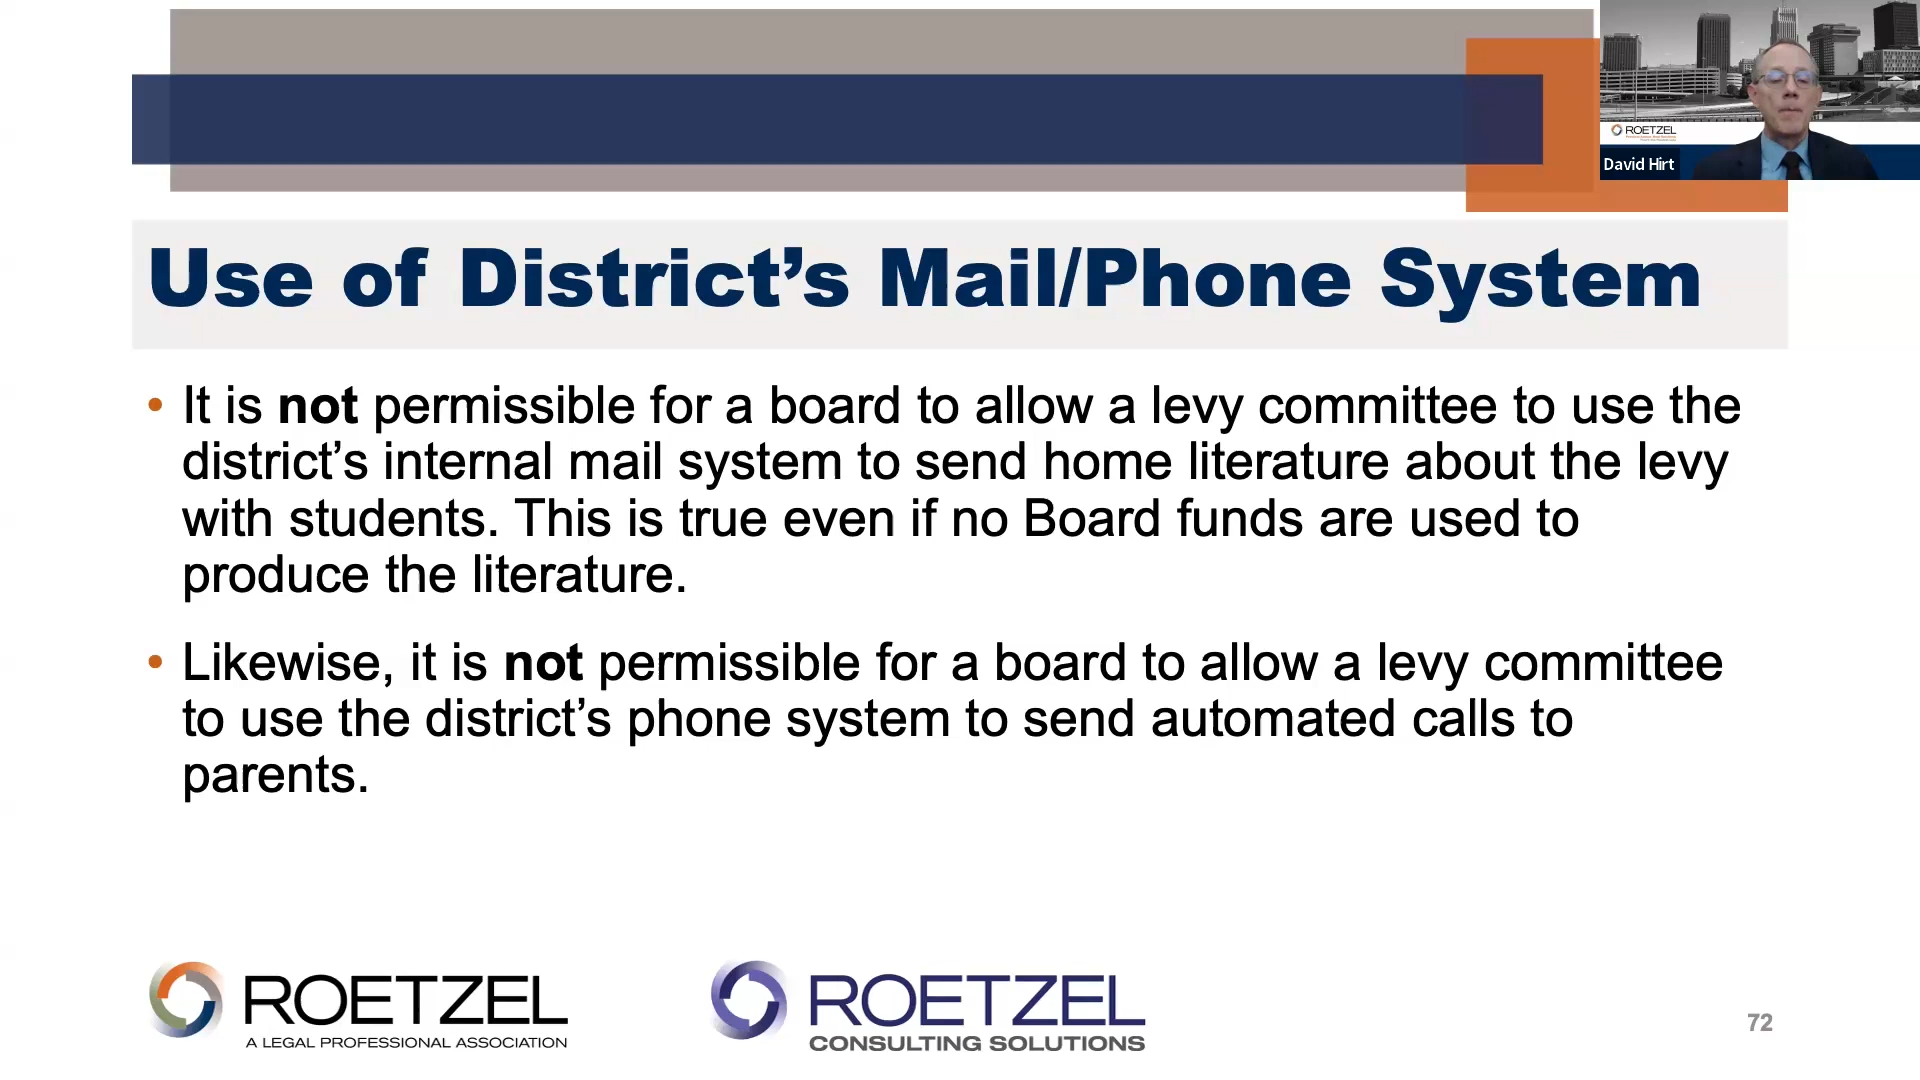 ROETZEL
David Hirt
Use of District’s Mail/Phone System
• It is not permissible for a board to allow a levy committee to use the
district’s internal mail system to send home literature about the levy
with students. This is true even if no Board funds are used to
produce the literature.
• Likewise, it is not permissible for a board to allow a levy committee
to use the district’s phone system to send automated calls to
parents.
ROETZEL
A LEGAL PROFESSIONAL ASSOCIATION
ROETZEL
CONSULTING SOLUTIONS
72